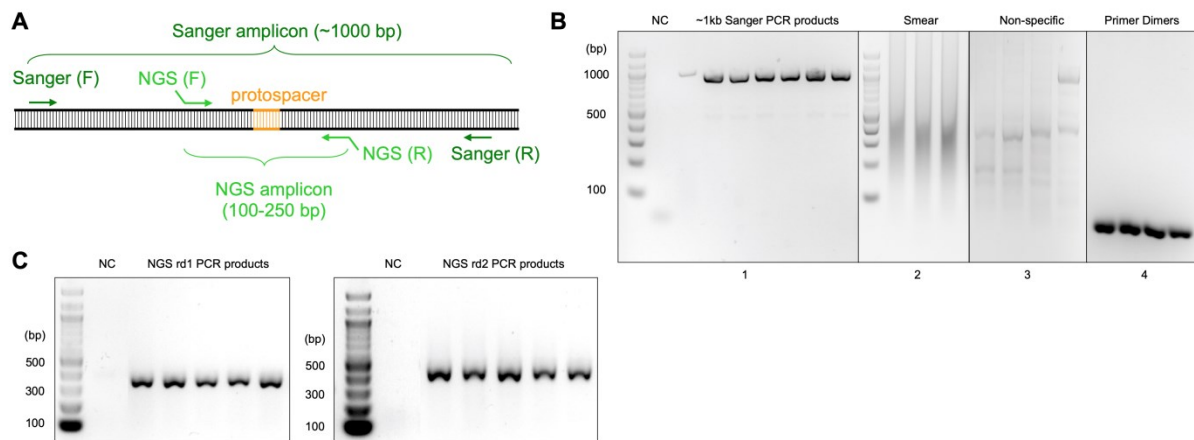 A
Sanger amplicon (~1000 bp)
Sanger (F)
NGS (F)
protospacer
NGS (R)
Sanger (R)
NGS amplicon
(100-250 bp)
B
NC
~1kb Sanger PCR products
Smear
Non-specific
Primer Dimers
(bp)
1000
500
100
1
2
3
4
C
NC
NGS rd1 PCR products
(bp)
500
300
100
NC
NGS rd2 PCR products
(bp)
500
300
100